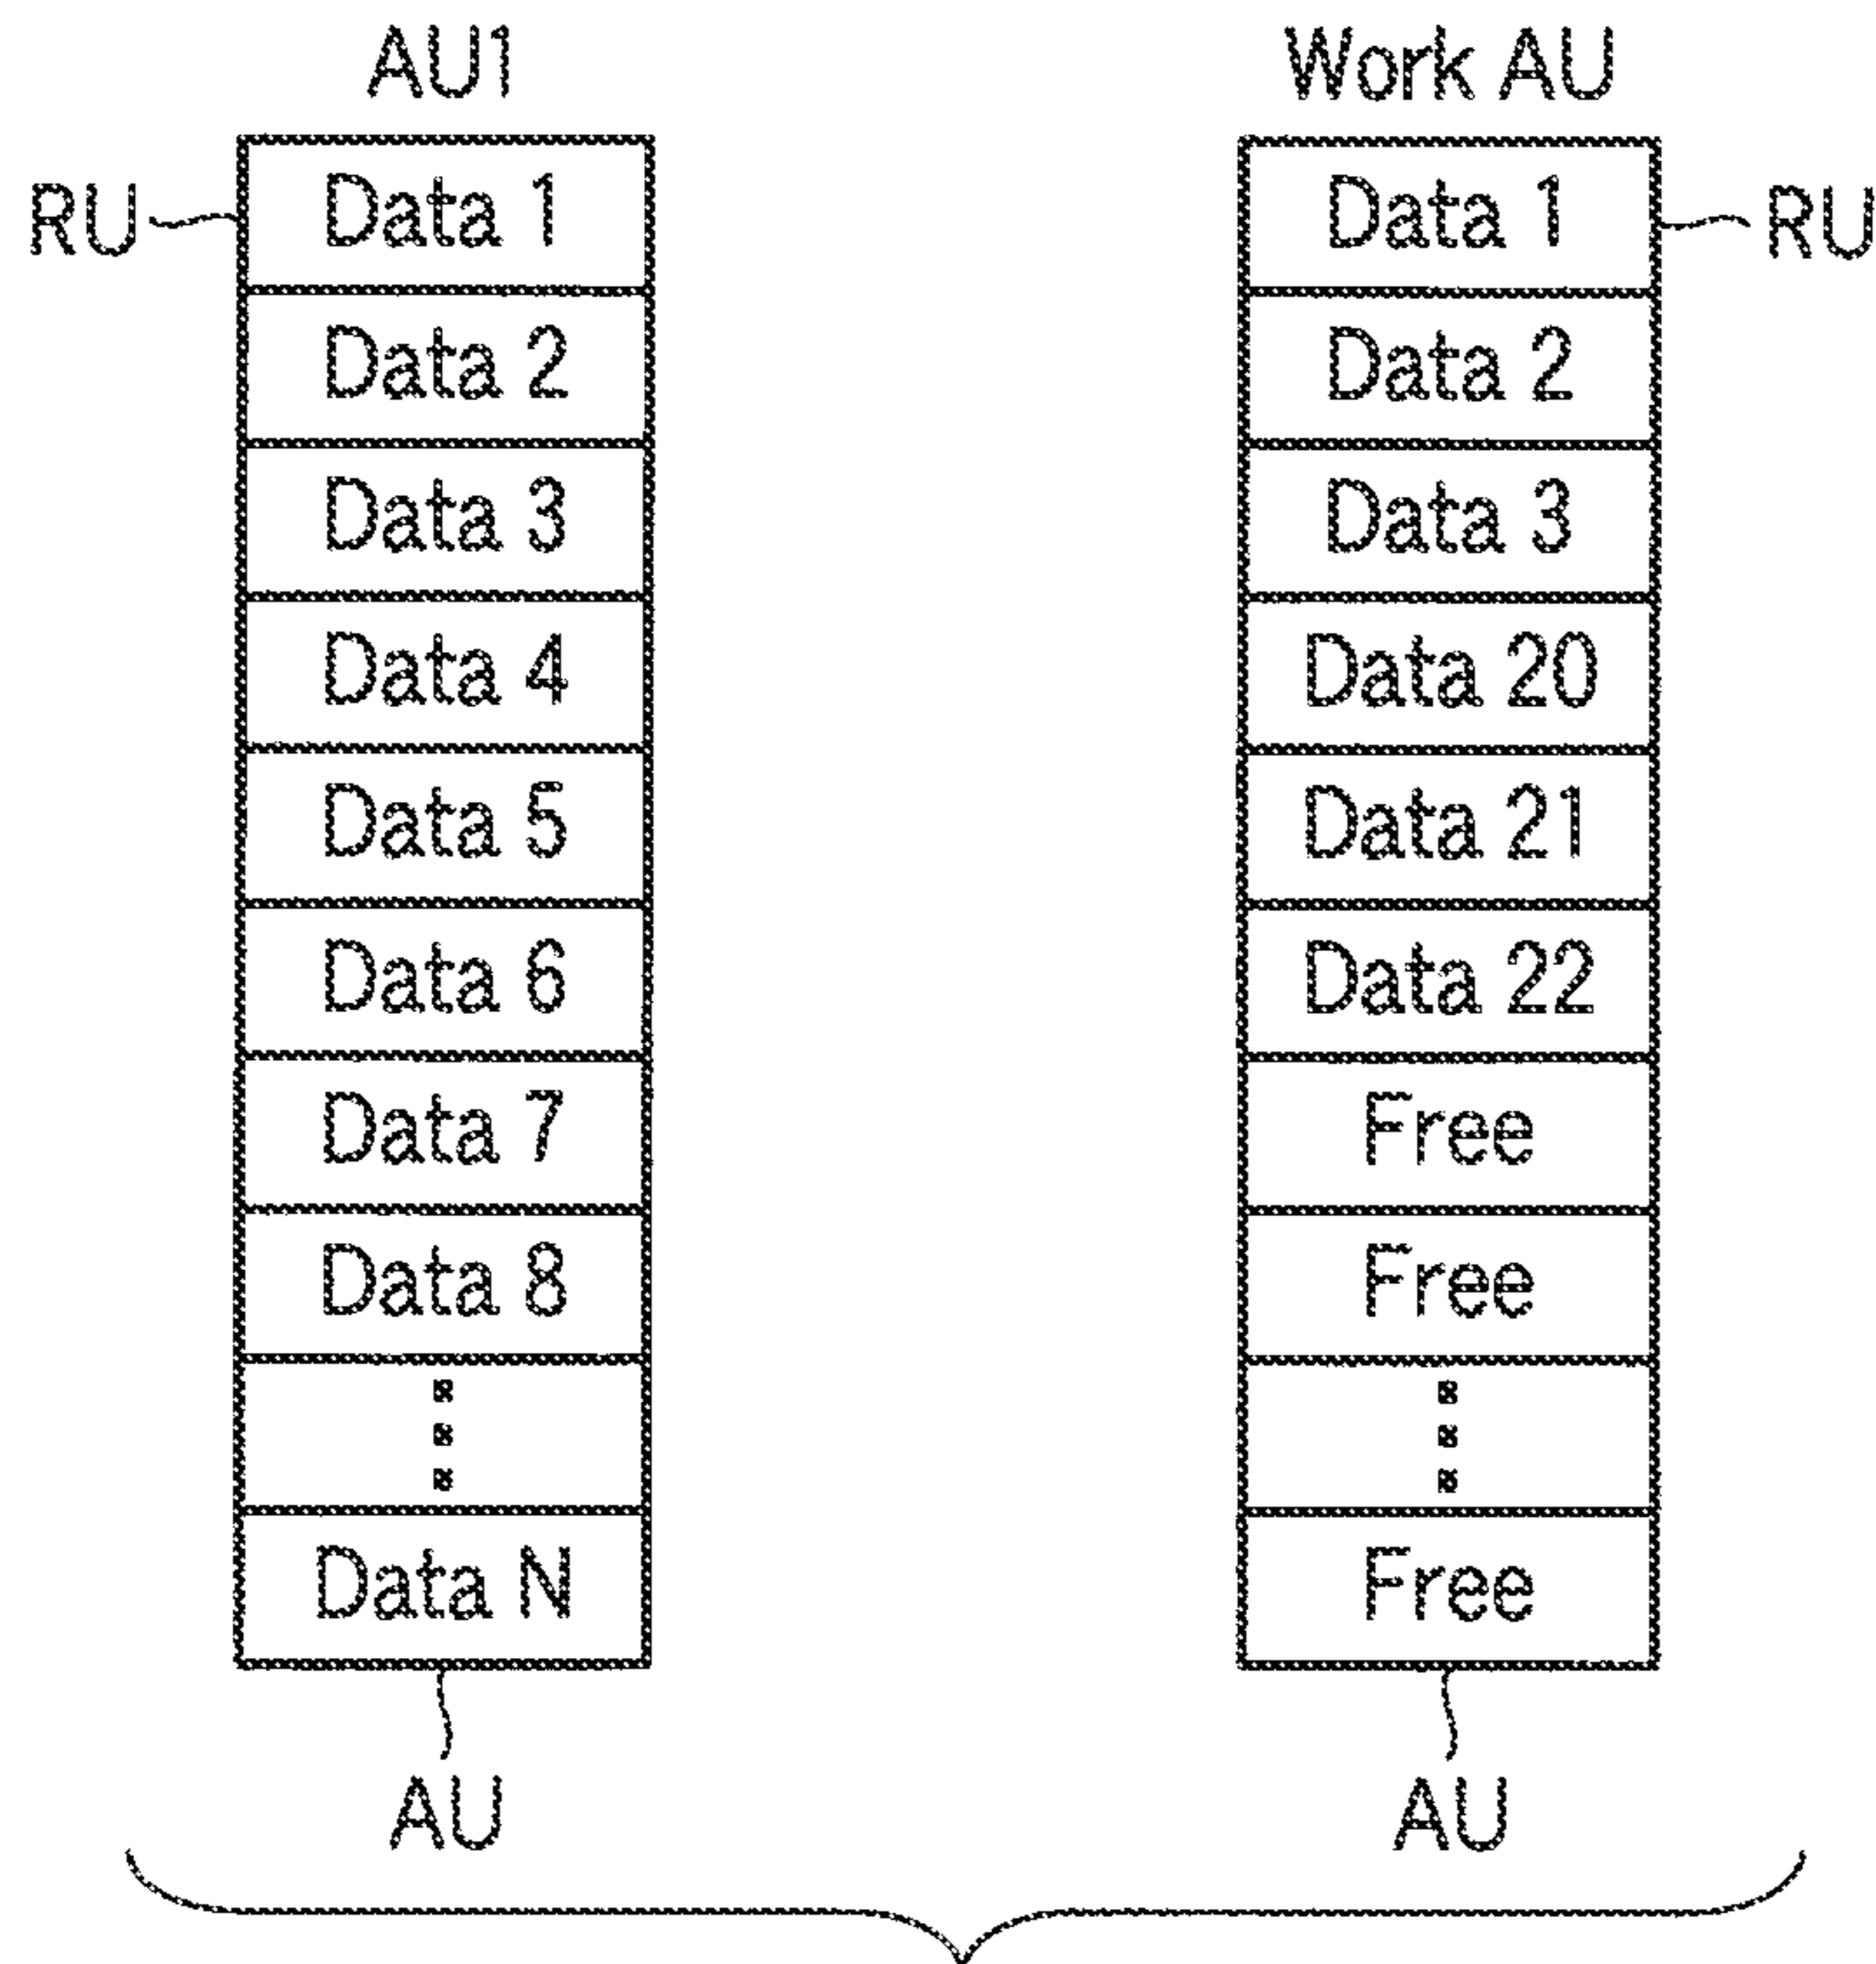 AU1
RU
Data 1
Data 2
Data 3
Data 4
Data 5
Data 6
Data 7
Data 8
Data N
AU
Work AU
Data 1
RU
Data 2
Data 3
Data 20
Data 21
Data 22
Free
Free
Free
AU